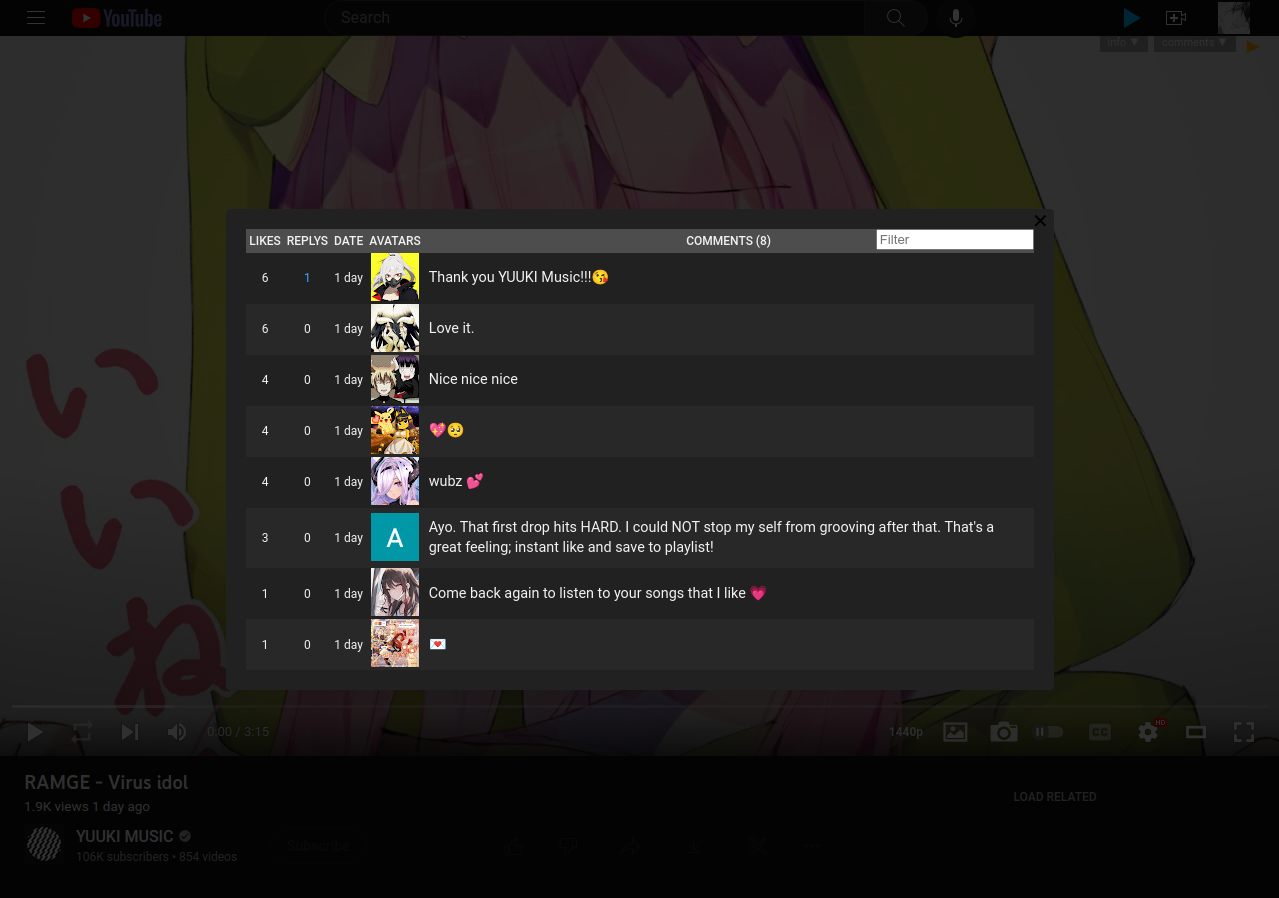 YouTube
Search
info ▼
comments ▼
LIKES REPLYS DATE AVATARS COMMENTS (8) Filter
6 1 1 day Thank you YUUKI Music!!!😘
6 0 1 day Love it.
4 0 1 day Nice nice nice
4 0 1 day 💖🥺
4 0 1 day wubz 💕
3 0 1 day A Ayo. That first drop hits HARD. I could NOT stop my self from grooving after that. That's a
great feeling; instant like and save to playlist!
1 0 1 day Come back again to listen to your songs that I like 💗
1 0 1 day 💌
い
い
ね
0:00 / 3:15 1440p CC HD
RAMGE - Virus idol
1.9K views 1 day ago
LOAD RELATED
YUUKI MUSIC
106K subscribers • 854 videos
Subscribe